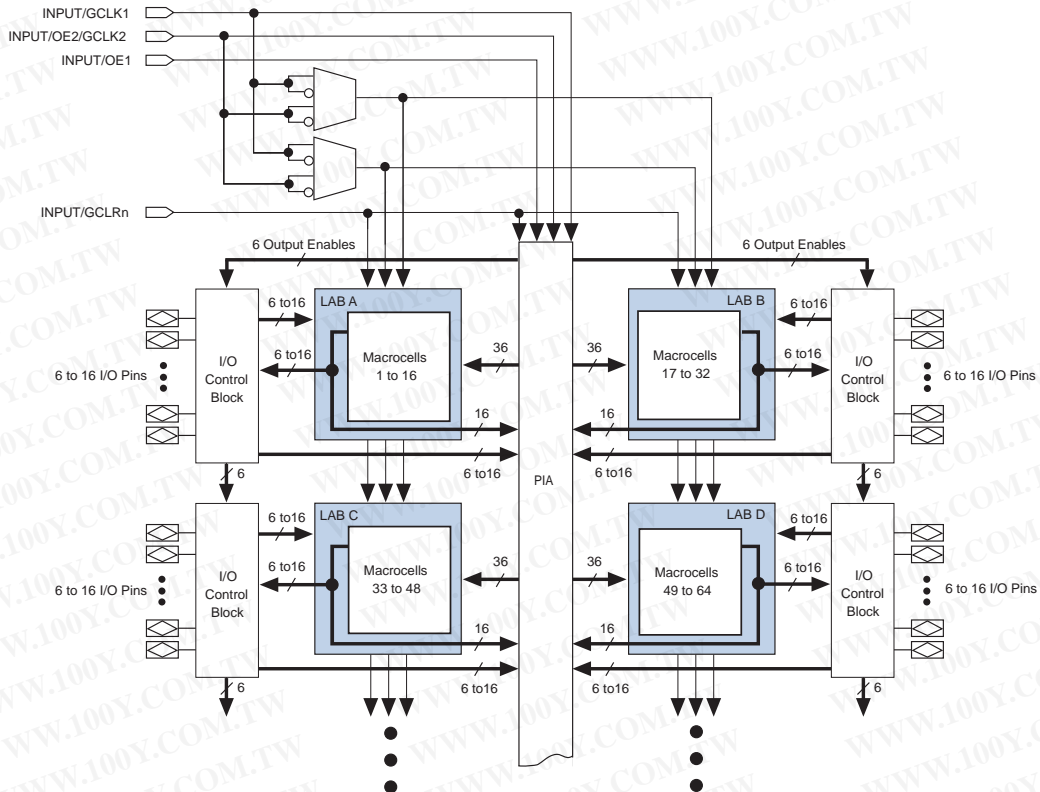 INPUT/GCLK1
INPUT/OE2/GCLK2
INPUT/OE1
INPUT/GCLRn
6 Output Enables
6 Output Enables
LAB A
LAB B
6 to16
6 to16
I/O
Control
Block
6 to16
Macrocells
1 to 16
36
36
Macrocells
17 to 32
6 to16
I/O
Control
Block
6 to 16 I/O Pins
6 to 16 I/O Pins
16
16
6 to16
6 to16
6
PIA
6
LAB C
LAB D
6 to16
6 to16
I/O
Control
Block
6 to16
Macrocells
33 to 48
36
36
Macrocells
49 to 64
6 to16
I/O
Control
Block
6 to 16 I/O Pins
6 to 16 I/O Pins
16
16
6 to16
6 to16
6
6
WWW.100Y.COM.TW